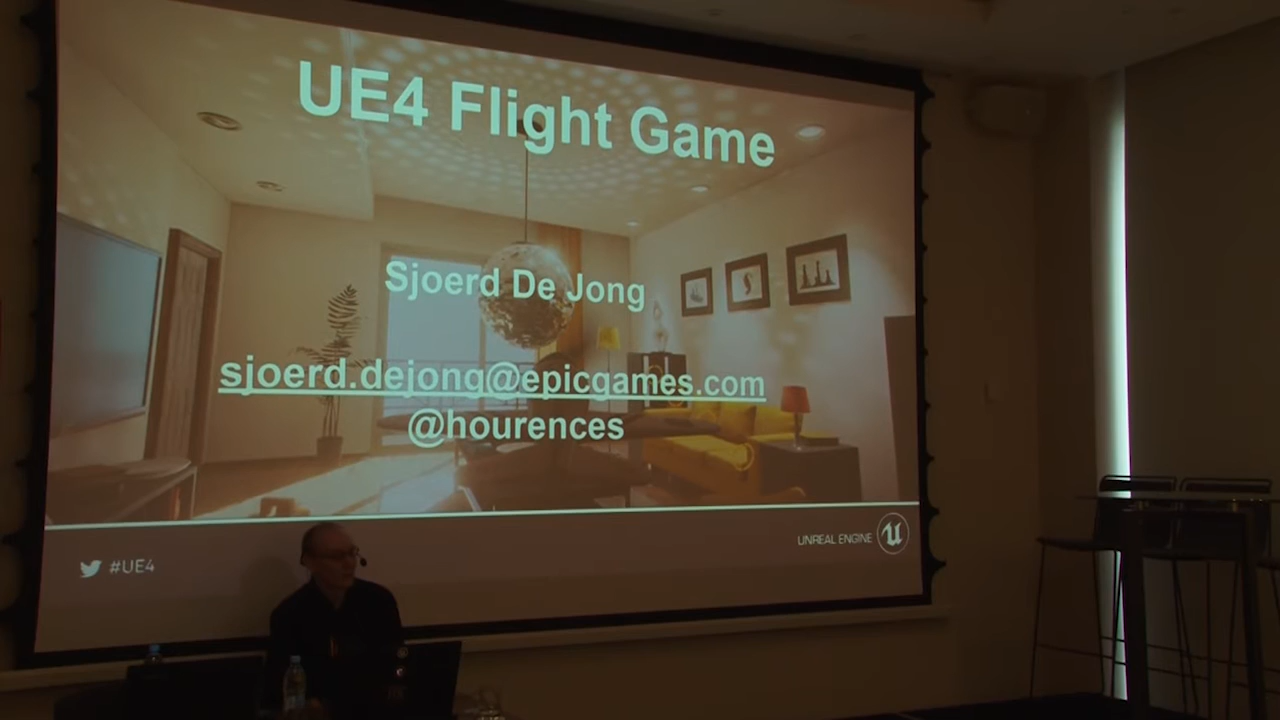 UE4 Flight Game
Sjoerd De Jong
sjoerd.dejong@epicgames.com
@hourences
#UE4
UNREAL ENGINE